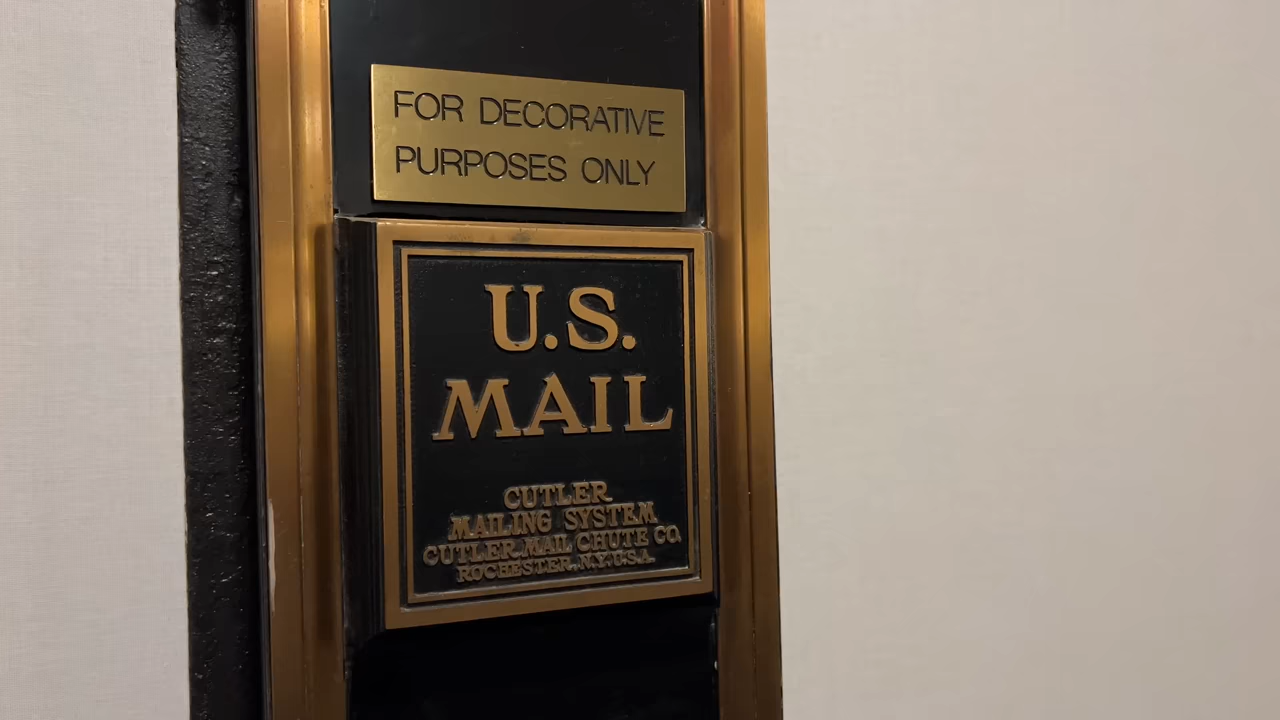 FOR DECORATIVE
PURPOSES ONLY
U.S.
MAIL
CUTLER
MAILING SYSTEM
CUTLER MAIL CHUTE CO.
ROCHESTER, N.Y. U.S.A.